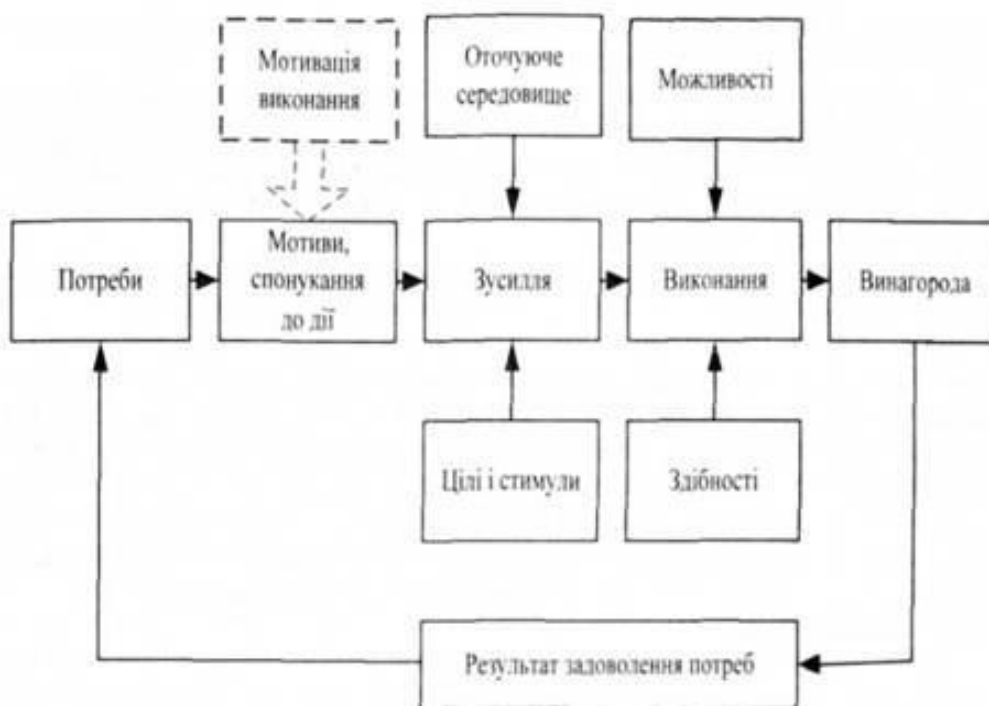 Мотивація
виконання
Оточуюче
середовище
Можливості
Потреби
Мотиви,
спонукання
до дії
Зусилля
Виконання
Винагорода
Цілі і стимули
Здібності
Результат задоволення потреб